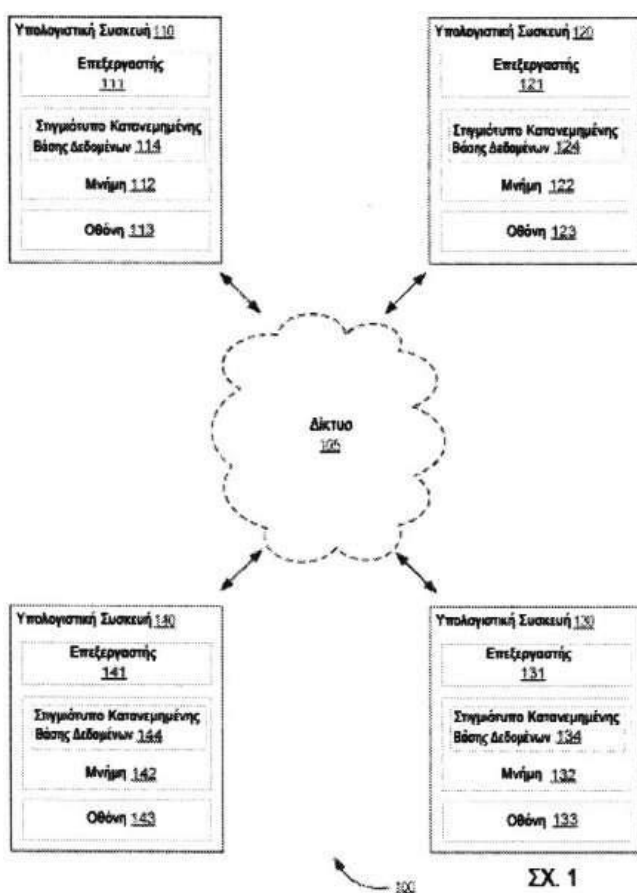 Υπολογιστική Συσκευή 110
Επεξεργαστής
111
Στιγμιότυπο Κατανεμημένης
Βάσης Δεδομένων 114
Μνήμη 112
Οθόνη 113
Υπολογιστική Συσκευή 120
Επεξεργαστής
121
Στιγμιότυπο Κατανεμημένης
Βάσης Δεδομένων 124
Μνήμη 122
Οθόνη 123
Δίκτυο
105
Υπολογιστική Συσκευή 140
Επεξεργαστής
141
Στιγμιότυπο Κατανεμημένης
Βάσης Δεδομένων 144
Μνήμη 142
Οθόνη 143
Υπολογιστική Συσκευή 130
Επεξεργαστής
131
Στιγμιότυπο Κατανεμημένης
Βάσης Δεδομένων 134
Μνήμη 132
Οθόνη 133
100
ΣΧ. 1